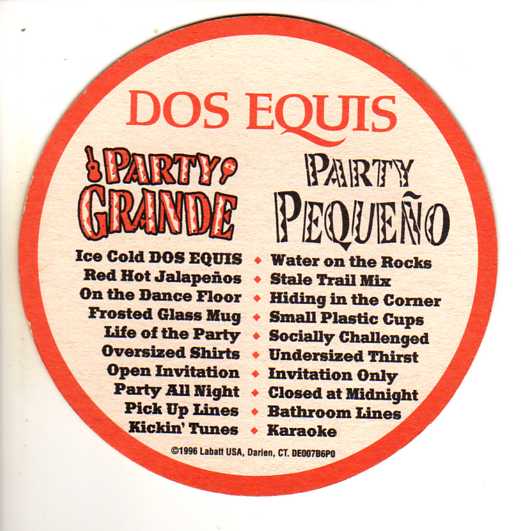 DOS EQUIS
PARTY GRANDE
PARTY PEQUEÑO
Ice Cold DOS EQUIS ♦ Water on the Rocks
Red Hot Jalapeños ♦ Stale Trail Mix
On the Dance Floor ♦ Hiding in the Corner
Frosted Glass Mug ♦ Small Plastic Cups
Life of the Party ♦ Socially Challenged
Oversized Shirts ♦ Undersized Thirst
Open Invitation ♦ Invitation Only
Party All Night ♦ Closed at Midnight
Pick Up Lines ♦ Bathroom Lines
Kickin' Tunes ♦ Karaoke
©1996 Labatt USA, Darien, CT. DE007B6P0